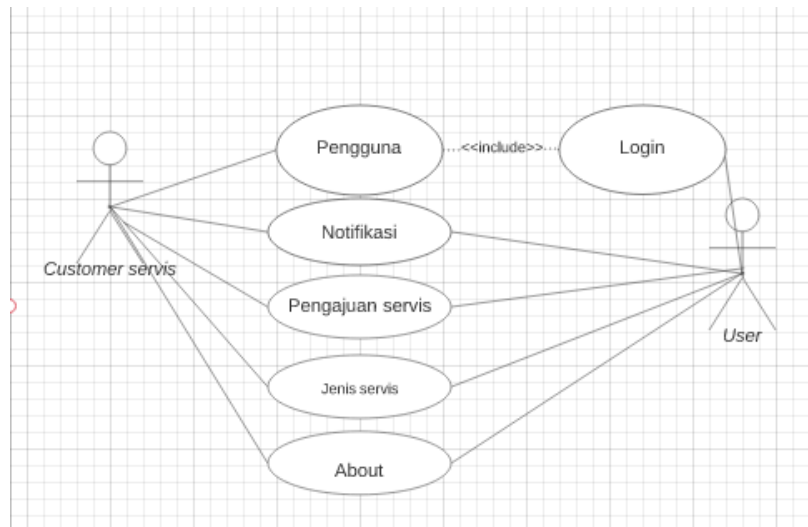 Pengguna
<<include>>
Login
Notifikasi
Customer servis
Pengajuan servis
User
Jenis servis
About